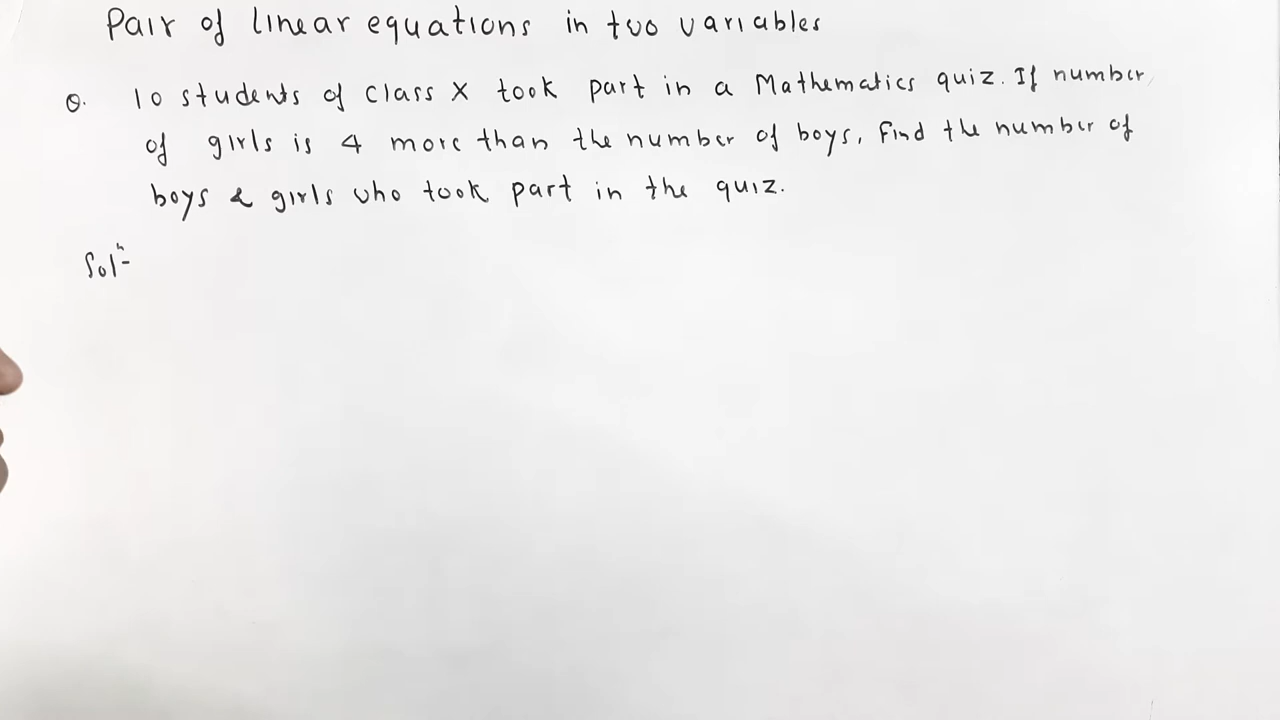 Pair of linear equations in two variables
Q. 10 students of class X took part in a Mathematics quiz. If number
of girls is 4 more than the number of boys, Find the number of
boys & girls who took part in the quiz.
Solⁿ-